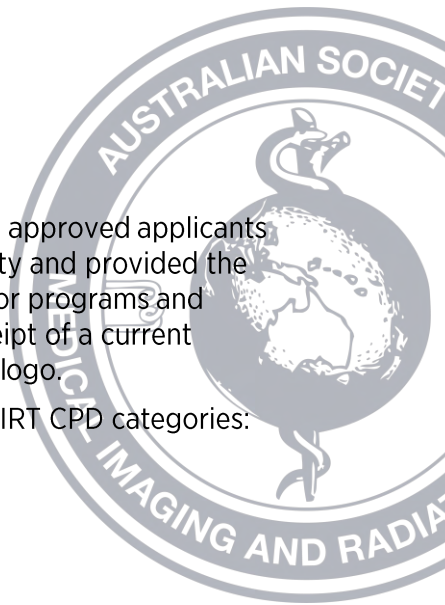 AUSTRALIAN SOCIET
approved applicants
ty and provided the
or programs and
eipt of a current
logo.
IRT CPD categories:
MEDICAL IMAGING AND RADIAT